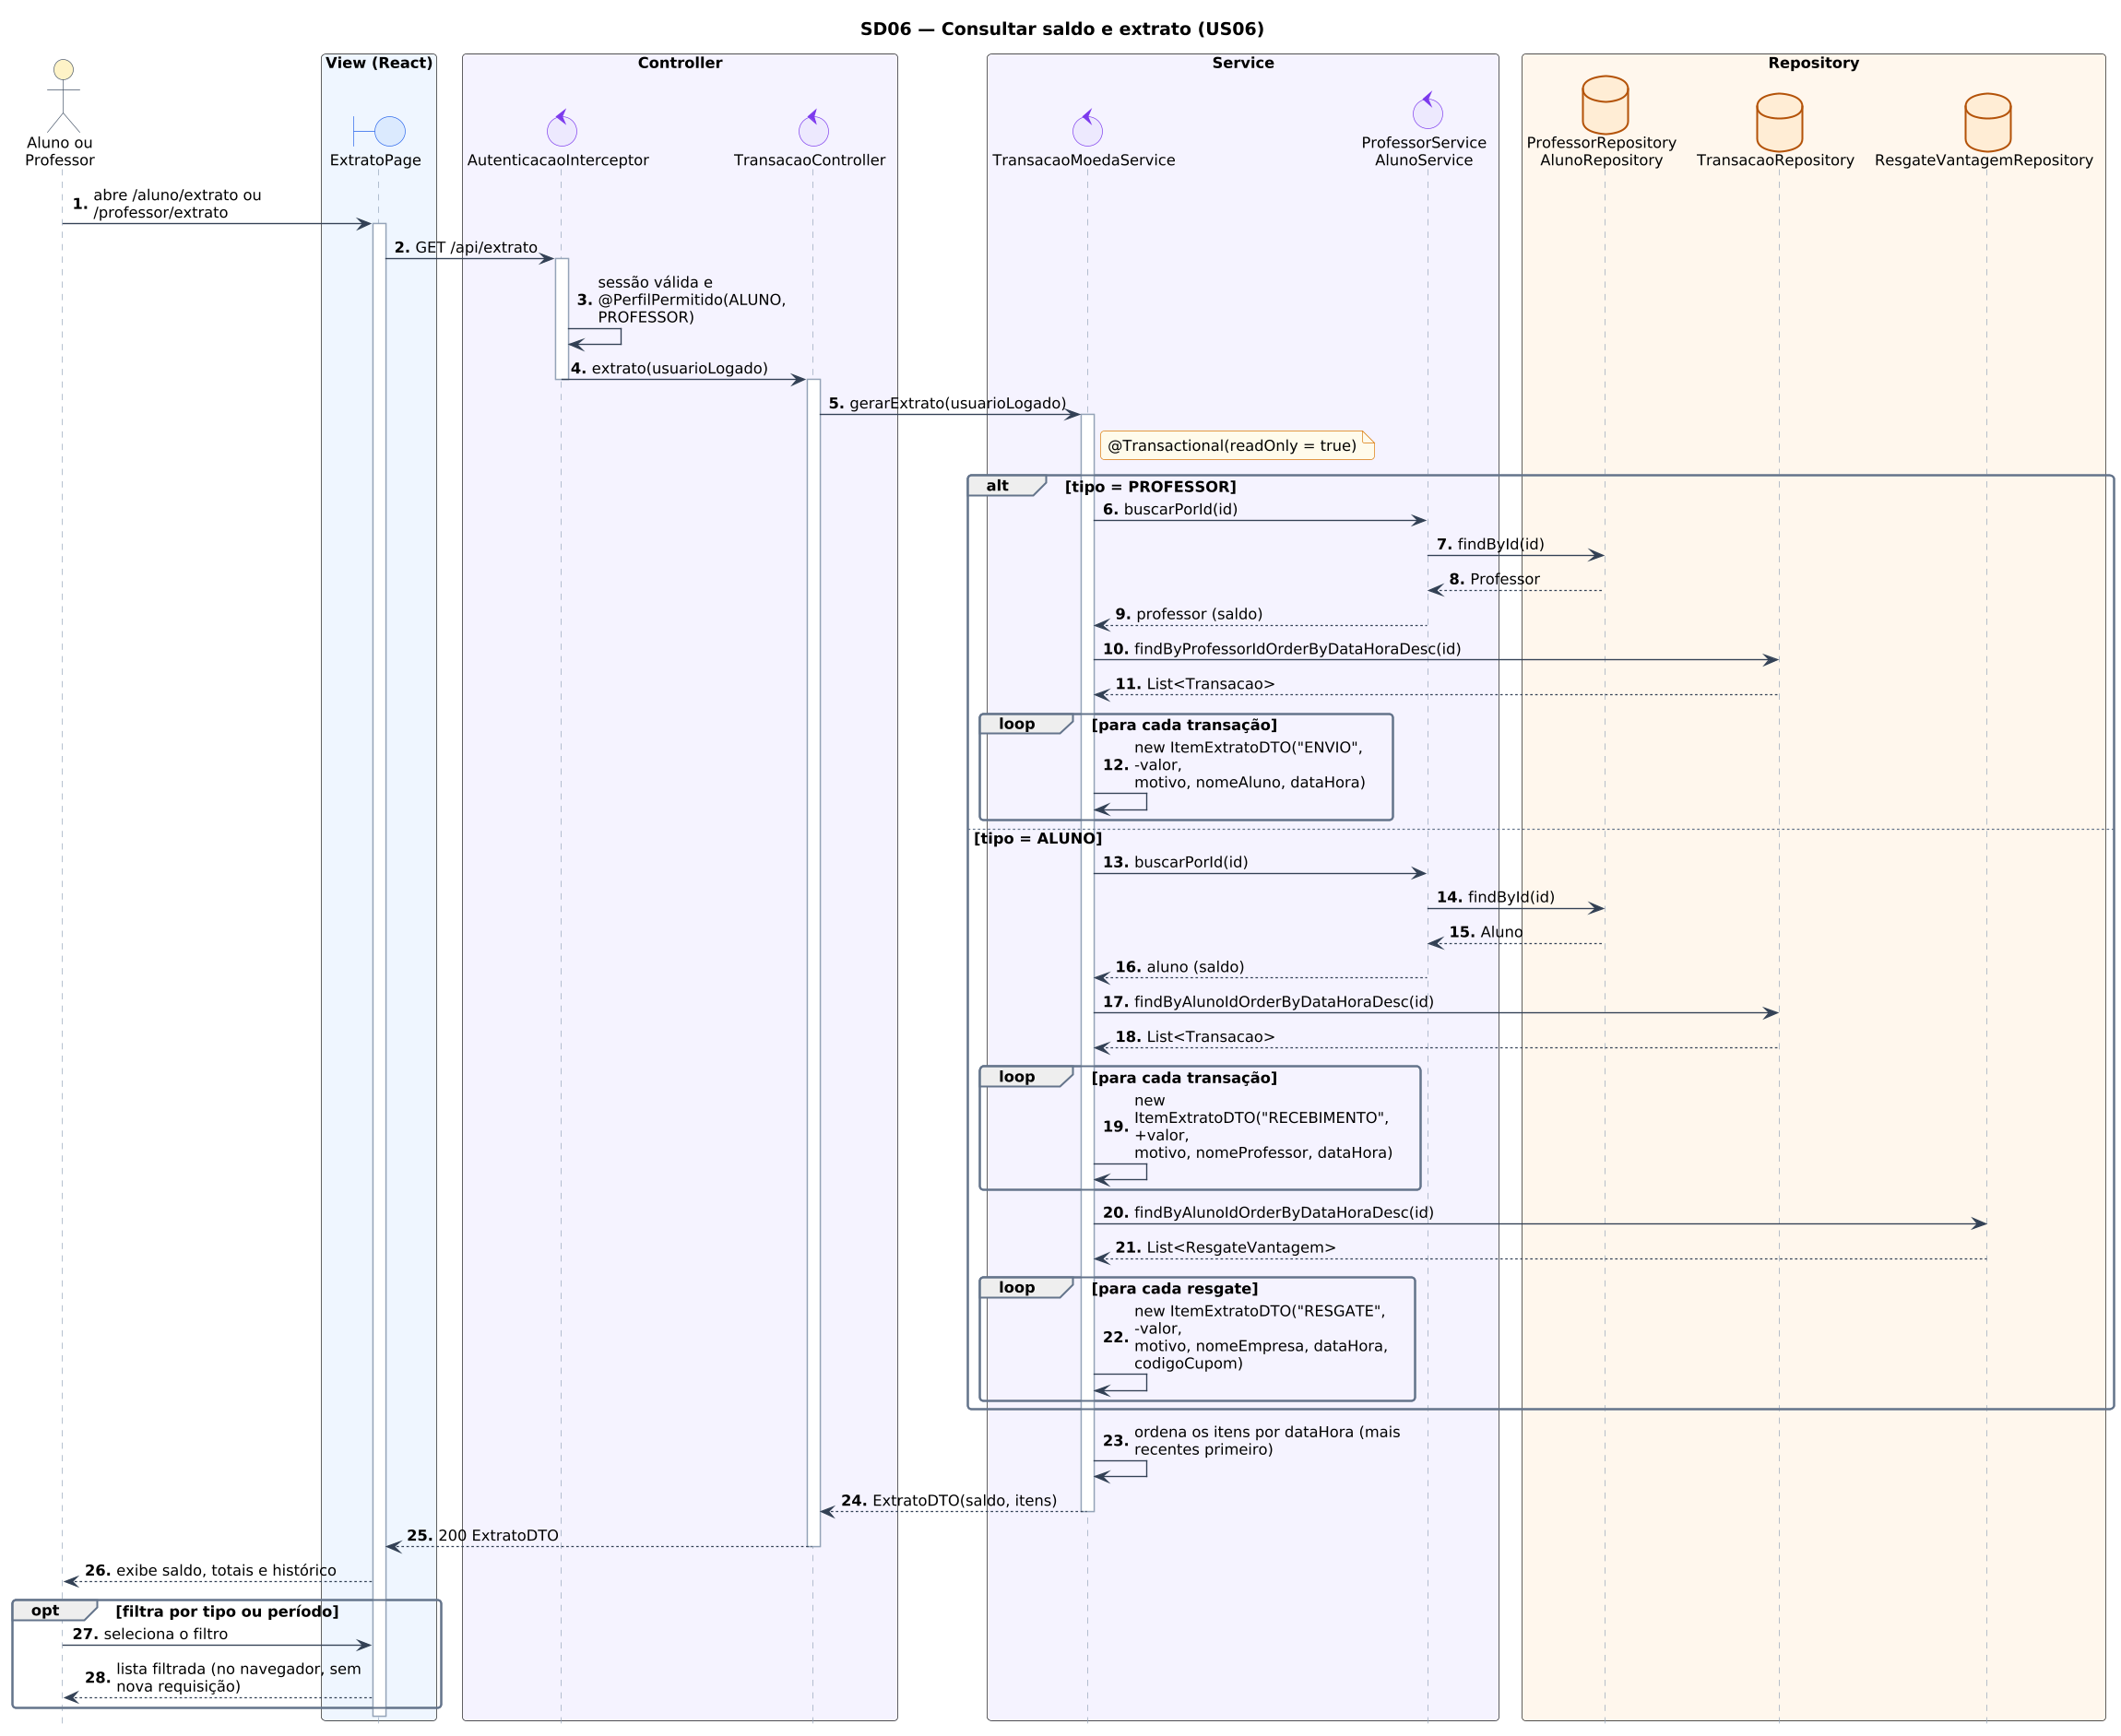 SD06 — Consultar saldo e extrato (US06)
View (React)
Controller
Service
Repository
Aluno ou
Professor
ExtratoPage
AutenticacaoInterceptor
TransacaoController
TransacaoMoedaService
ProfessorService
AlunoService
ProfessorRepository
AlunoRepository
TransacaoRepository
ResgateVantagemRepository
1. abre /aluno/extrato ou
/professor/extrato
2. GET /api/extrato
3. sessão válida e
@PerfilPermitido(ALUNO,
PROFESSOR)
4. extrato(usuarioLogado)
5. gerarExtrato(usuarioLogado)
@Transactional(readOnly = true)
alt [tipo = PROFESSOR]
6. buscarPorId(id)
7. findById(id)
8. Professor
9. professor (saldo)
10. findByProfessorIdOrderByDataHoraDesc(id)
11. List<Transacao>
loop [para cada transação]
12. new ItemExtratoDTO("ENVIO",
-valor,
motivo, nomeAluno, dataHora)
[tipo = ALUNO]
13. buscarPorId(id)
14. findById(id)
15. Aluno
16. aluno (saldo)
17. findByAlunoIdOrderByDataHoraDesc(id)
18. List<Transacao>
loop [para cada transação]
19. new
ItemExtratoDTO("RECEBIMENTO",
+valor,
motivo, nomeProfessor, dataHora)
20. findByAlunoIdOrderByDataHoraDesc(id)
21. List<ResgateVantagem>
loop [para cada resgate]
22. new ItemExtratoDTO("RESGATE",
-valor,
motivo, nomeEmpresa, dataHora,
codigoCupom)
23. ordena os itens por dataHora (mais
recentes primeiro)
24. ExtratoDTO(saldo, itens)
25. 200 ExtratoDTO
26. exibe saldo, totais e histórico
opt [filtra por tipo ou período]
27. seleciona o filtro
28. lista filtrada (no navegador, sem
nova requisição)